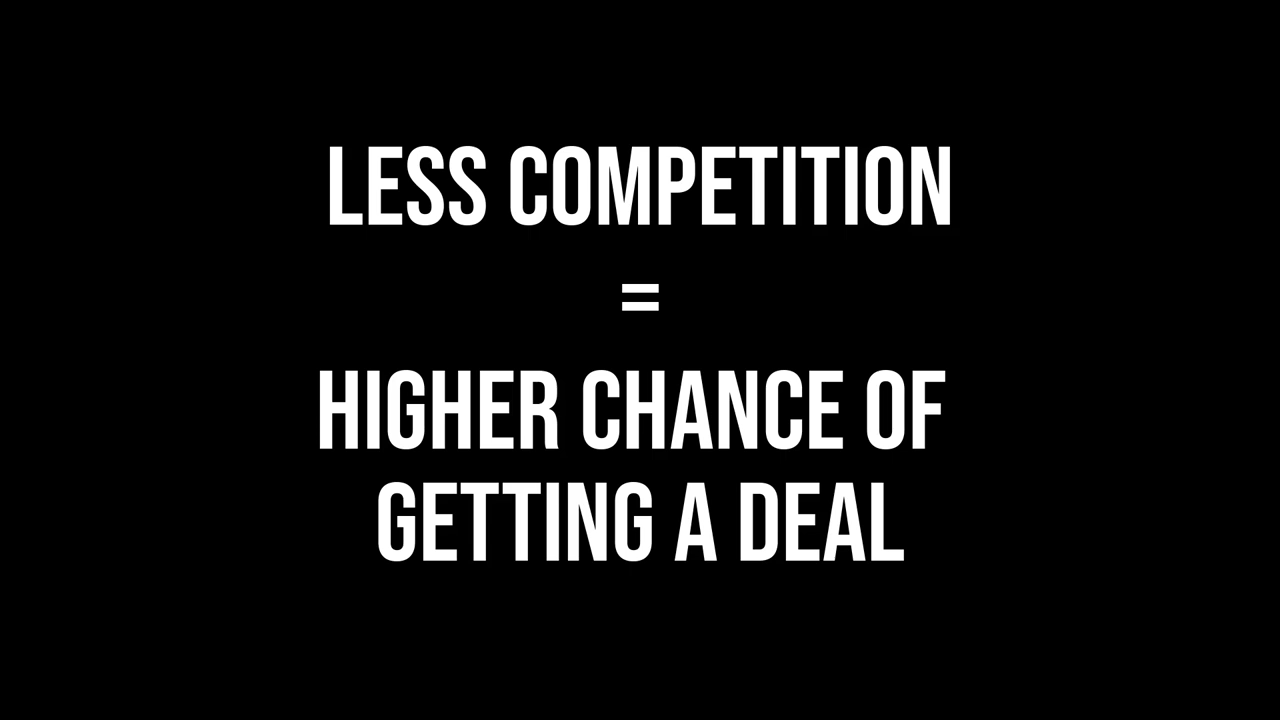 LESS COMPETITION
=
HIGHER CHANCE OF
GETTING A DEAL